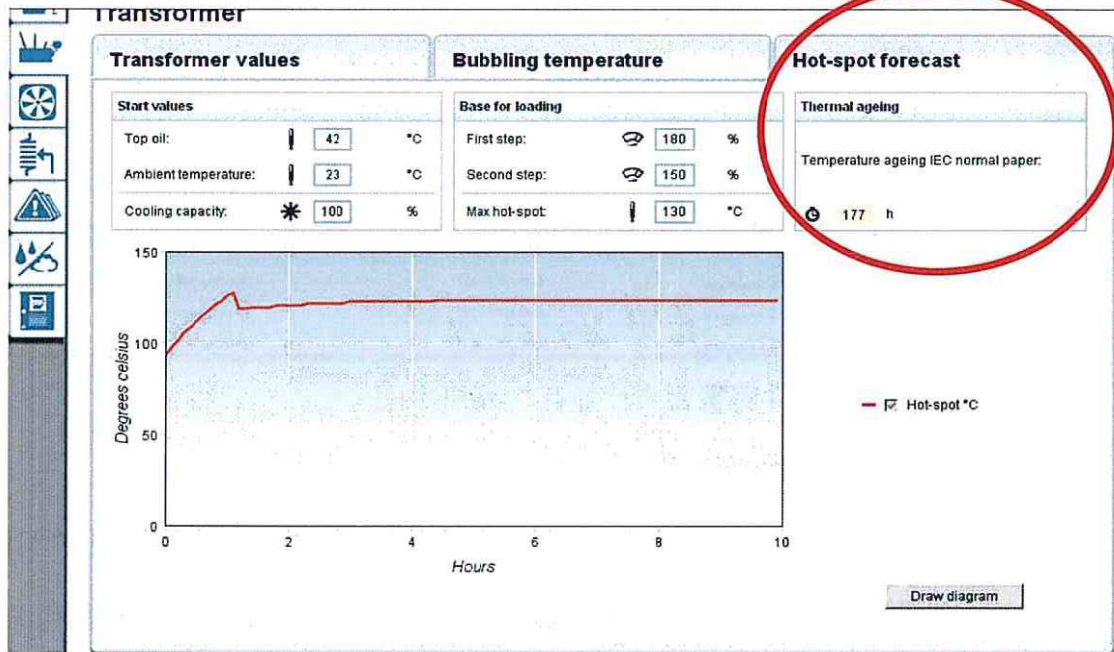 Transformer
Transformer values
Bubbling temperature
Hot-spot forecast
Start values
Top oil: 42 °C
Ambient temperature: 23 °C
Cooling capacity: 100 %
Base for loading
First step: 180 %
Second step: 150 %
Max hot-spot: 130 °C
Thermal ageing
Temperature ageing IEC normal paper:
177 h
150
100
50
0
Degrees celsius
0 2 4 6 8 10
Hours
Hot-spot °C
Draw diagram